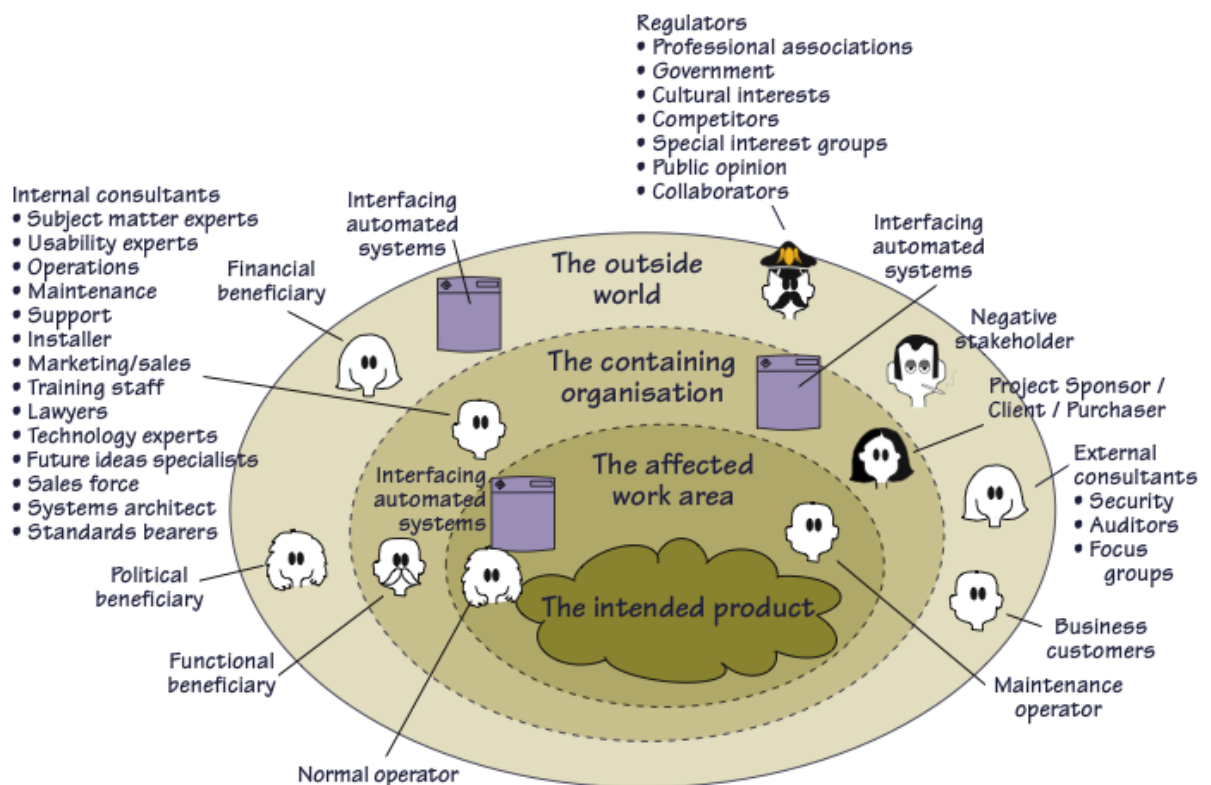 Regulators
• Professional associations
• Government
• Cultural interests
• Competitors
• Special interest groups
• Public opinion
• Collaborators
Internal consultants
• Subject matter experts
• Usability experts
• Operations
• Maintenance
• Support
• Installer
• Marketing/sales
• Training staff
• Lawyers
• Technology experts
• Future ideas specialists
• Sales force
• Systems architect
• Standards bearers
Interfacing
automated
systems
Financial
beneficiary
Interfacing
automated
systems
The outside
world
Negative
stakeholder
The containing
organisation
Project Sponsor /
Client / Purchaser
The affected
work area
Interfacing
automated
systems
External
consultants
• Security
• Auditors
• Focus
groups
Political
beneficiary
The intended product
Business
customers
Functional
beneficiary
Maintenance
operator
Normal operator